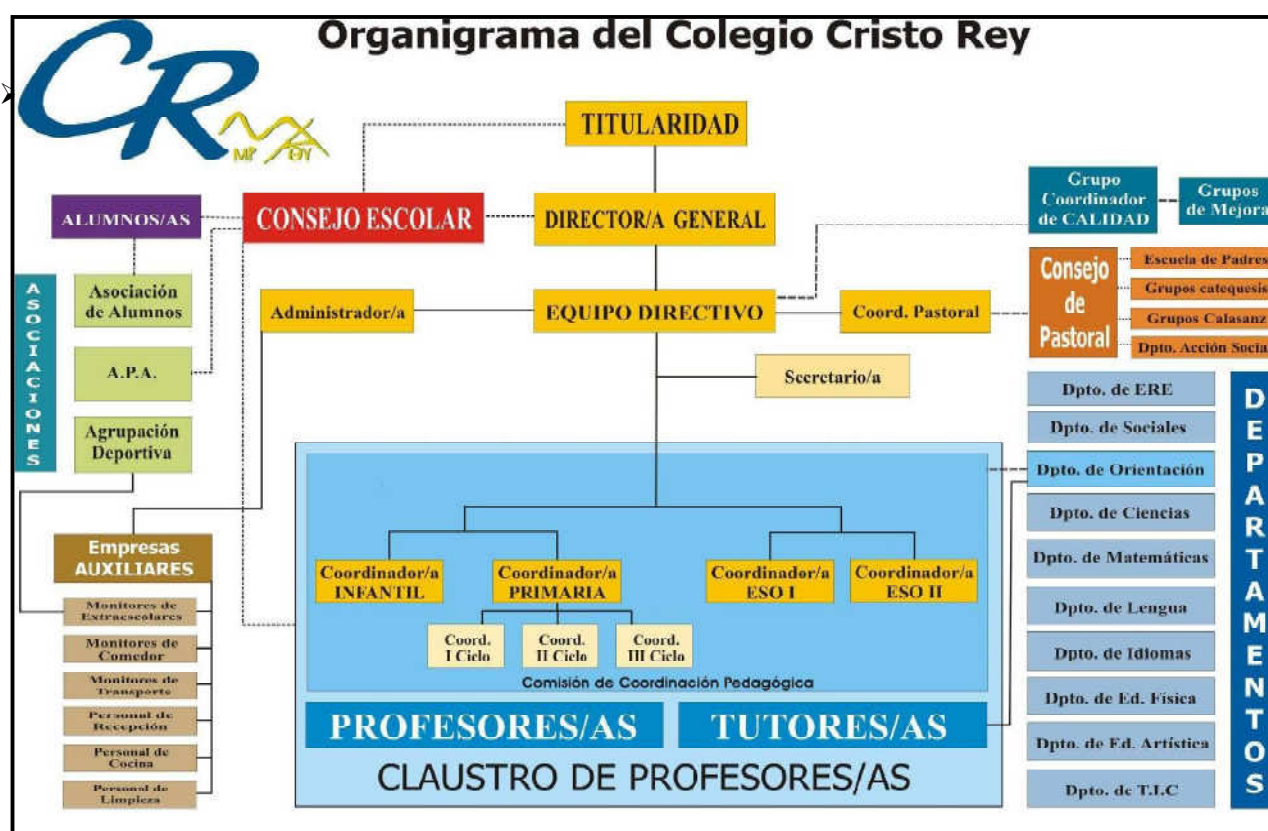 Organigrama del Colegio Cristo Rey
CR
MP
TITULARIDAD
ALUMNOS/AS
CONSEJO ESCOLAR
DIRECTOR/A GENERAL
Grupo
Coordinador
de CALIDAD
Grupos
de Mejora
ASOCIACIONES
Asociación
de Alumnos
A.P.A.
Agrupación
Deportiva
Administrador/a
EQUIPO DIRECTIVO
Coord. Pastoral
Consejo
de
Pastoral
Escuela de Padres
Grupos catequesis
Grupos Calasanz
Dpto. Acción Social
Secretario/a
Empresas
AUXILIARES
Monitores de
Extraescolares
Monitores de
Comedor
Monitores de
Transporte
Personal de
Recepción
Personal de
Cocina
Personal de
Limpieza
Coordinador/a
INFANTIL
Coordinador/a
PRIMARIA
Coordinador/a
ESO I
Coordinador/a
ESO II
Coord.
I Ciclo
Coord.
II Ciclo
Coord.
III Ciclo
Comisión de Coordinación Pedagógica
PROFESORES/AS
TUTORES/AS
CLAUSTRO DE PROFESORES/AS
Dpto. de ERE
Dpto. de Sociales
Dpto. de Orientación
Dpto. de Ciencias
Dpto. de Matemáticas
Dpto. de Lengua
Dpto. de Idiomas
Dpto. de Ed. Física
Dpto. de Ed. Artística
Dpto. de T.I.C
DEPARTAMENTOS